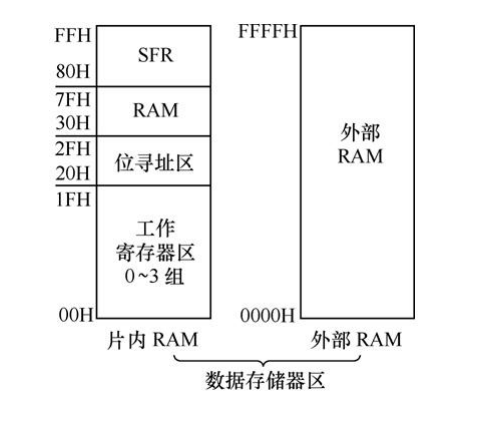 FFH
SFR
80H
7FH
RAM
30H
2FH
位寻址区
20H
1FH
工作
寄存器区
0~3 组
00H
片内 RAM
FFFFH
外部
RAM
0000H
外部 RAM
数据存储器区